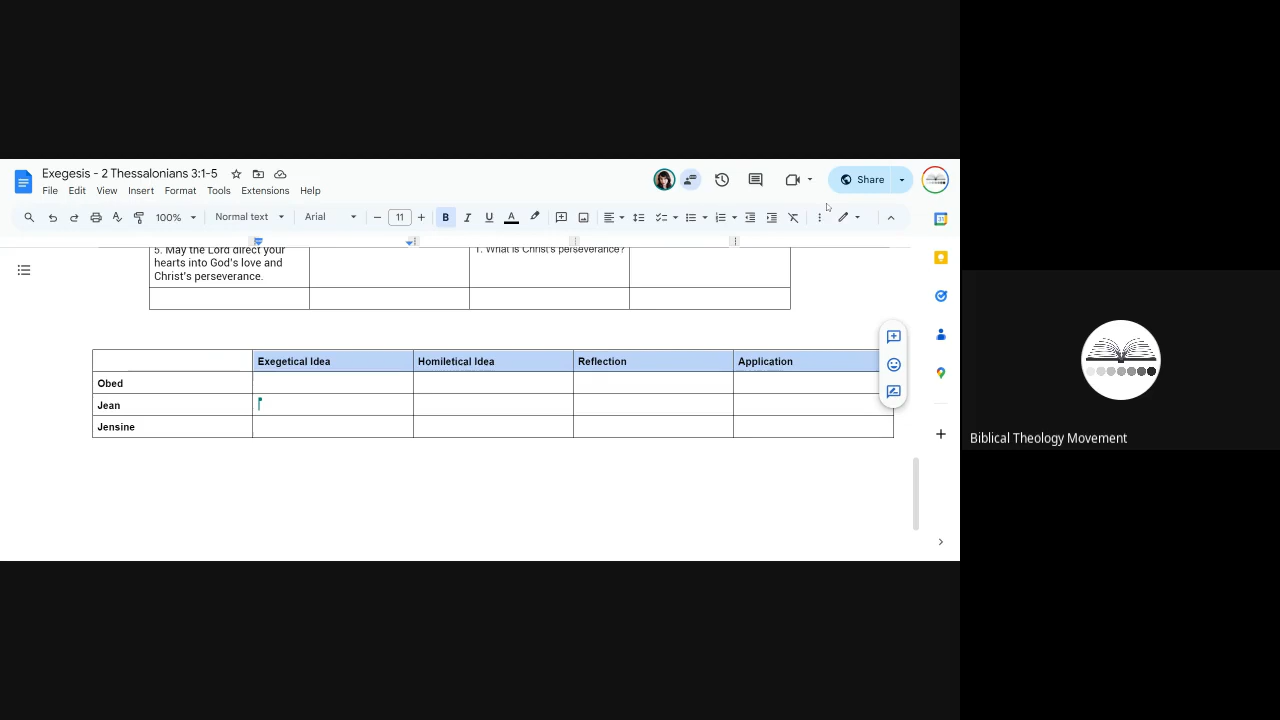 Exegesis - 2 Thessalonians 3:1-5
Share
File Edit View Insert Format Tools Extensions Help
100% Normal text Arial 11 B I U A
5. May the Lord direct your
hearts into God's love and
Christ's perseverance.
1. What is Christ's perseverance?
Exegetical Idea Homiletical Idea Reflection Application
Obed
Jean
Jensine
Biblical Theology Movement